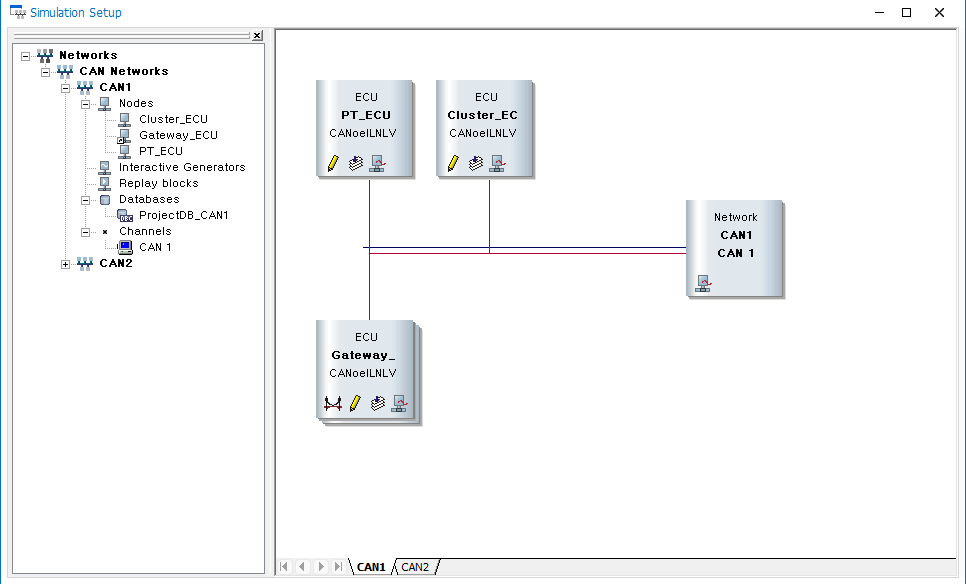 Simulation Setup
Networks
CAN Networks
CAN1
Nodes
Cluster_ECU
Gateway_ECU
PT_ECU
Interactive Generators
Replay blocks
Databases
DBC
ProjectDB_CAN1
Channels
CAN 1
CAN2
ECU
PT_ECU
CANoeILNLV
ECU
Cluster_EC
CANoeILNLV
Network
CAN1
CAN 1
ECU
Gateway_
CANoeILNLV
CAN1
CAN2